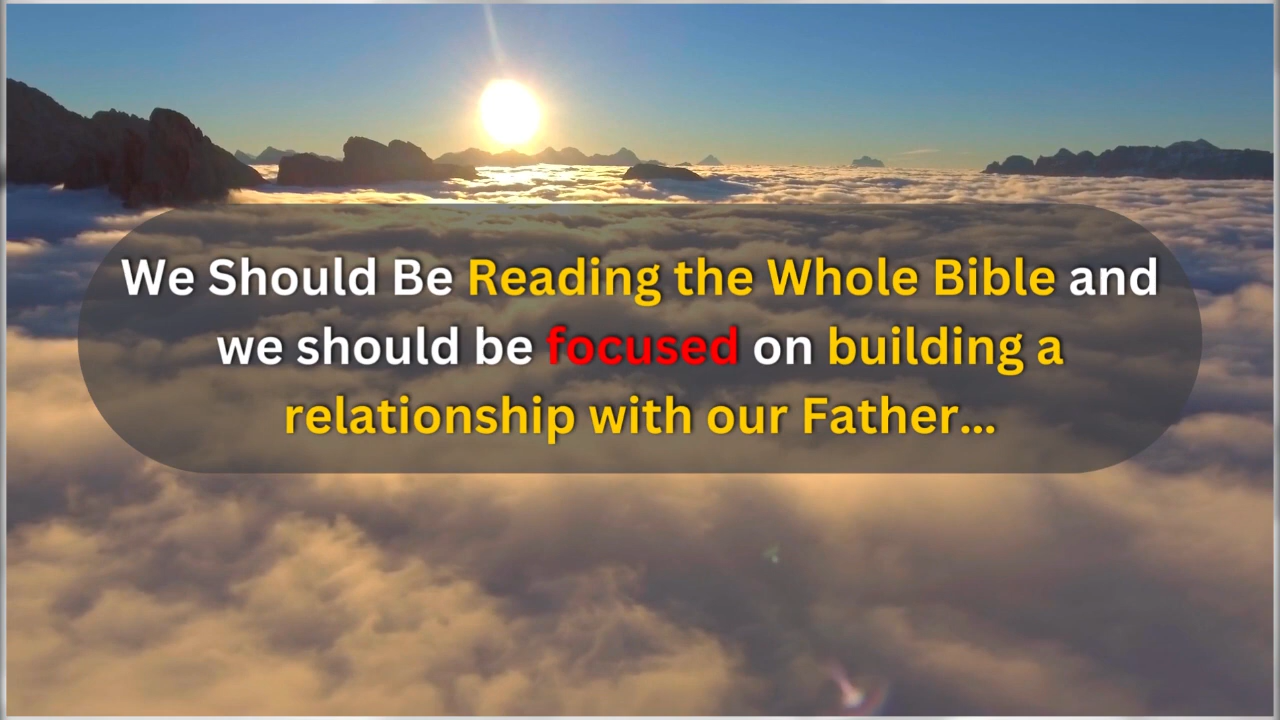 We Should Be Reading the Whole Bible and
we should be focused on building a
relationship with our Father...